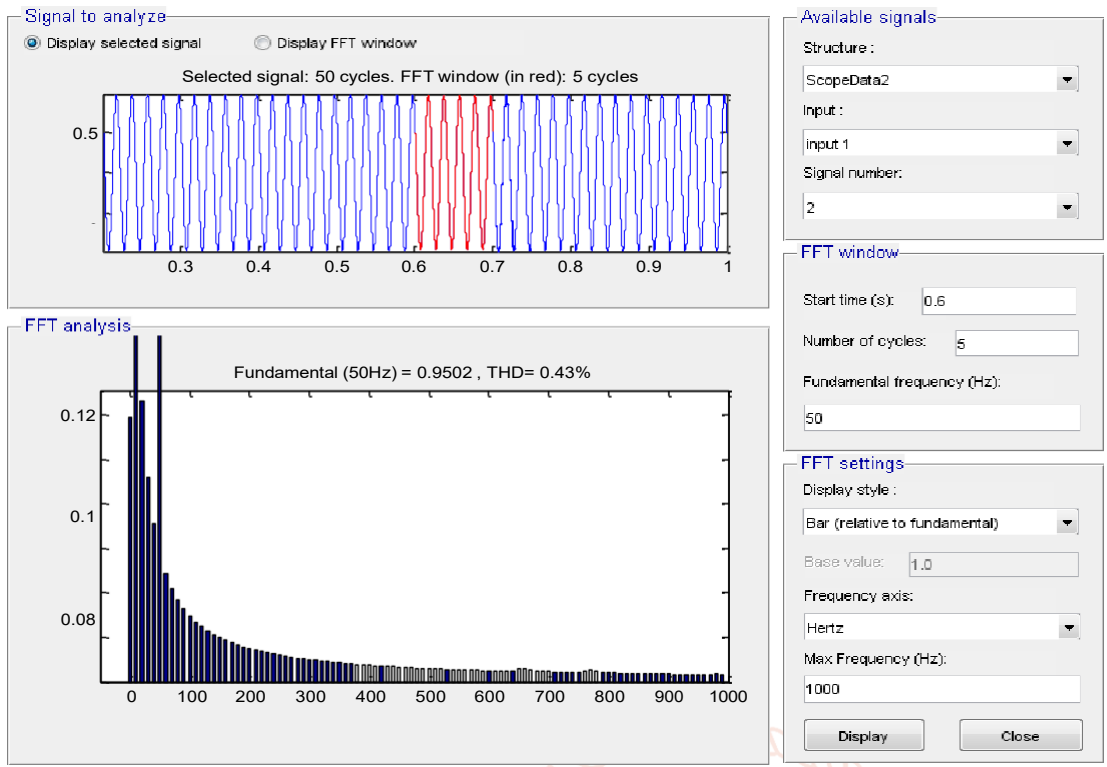 Signal to analyze
Display selected signal
Display FFT window
Selected signal: 50 cycles. FFT window (in red): 5 cycles
0.5
0.3 0.4 0.5 0.6 0.7 0.8 0.9 1
FFT analysis
Fundamental (50Hz) = 0.9502 , THD= 0.43%
0.12
0.1
0.08
0 100 200 300 400 500 600 700 800 900 1000
Available signals
Structure :
ScopeData2
Input :
input 1
Signal number:
2
FFT window
Start time (s): 0.6
Number of cycles: 5
Fundamental frequency (Hz):
50
FFT settings
Display style :
Bar (relative to fundamental)
Base value: 1.0
Frequency axis:
Hertz
Max Frequency (Hz):
1000
Display Close